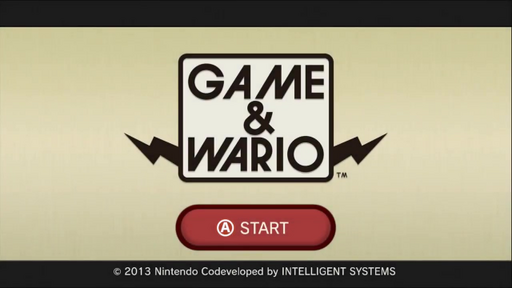 GAME
&
WARIO
TM
Ⓐ START
© 2013 Nintendo Codeveloped by INTELLIGENT SYSTEMS